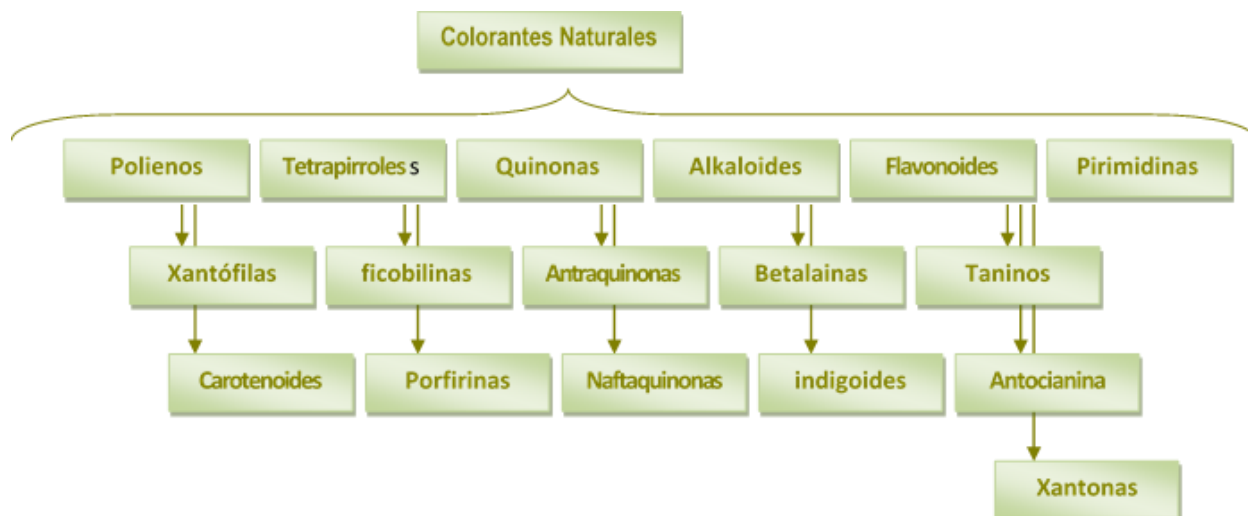 Colorantes Naturales
Polienos Tetrapirroles s Quinonas Alkaloides Flavonoides Pirimidinas
Xantófilas ficobilinas Antraquinonas Betalainas Taninos
Carotenoides Porfirinas Naftaquinonas indigoides Antocianina
Xantonas